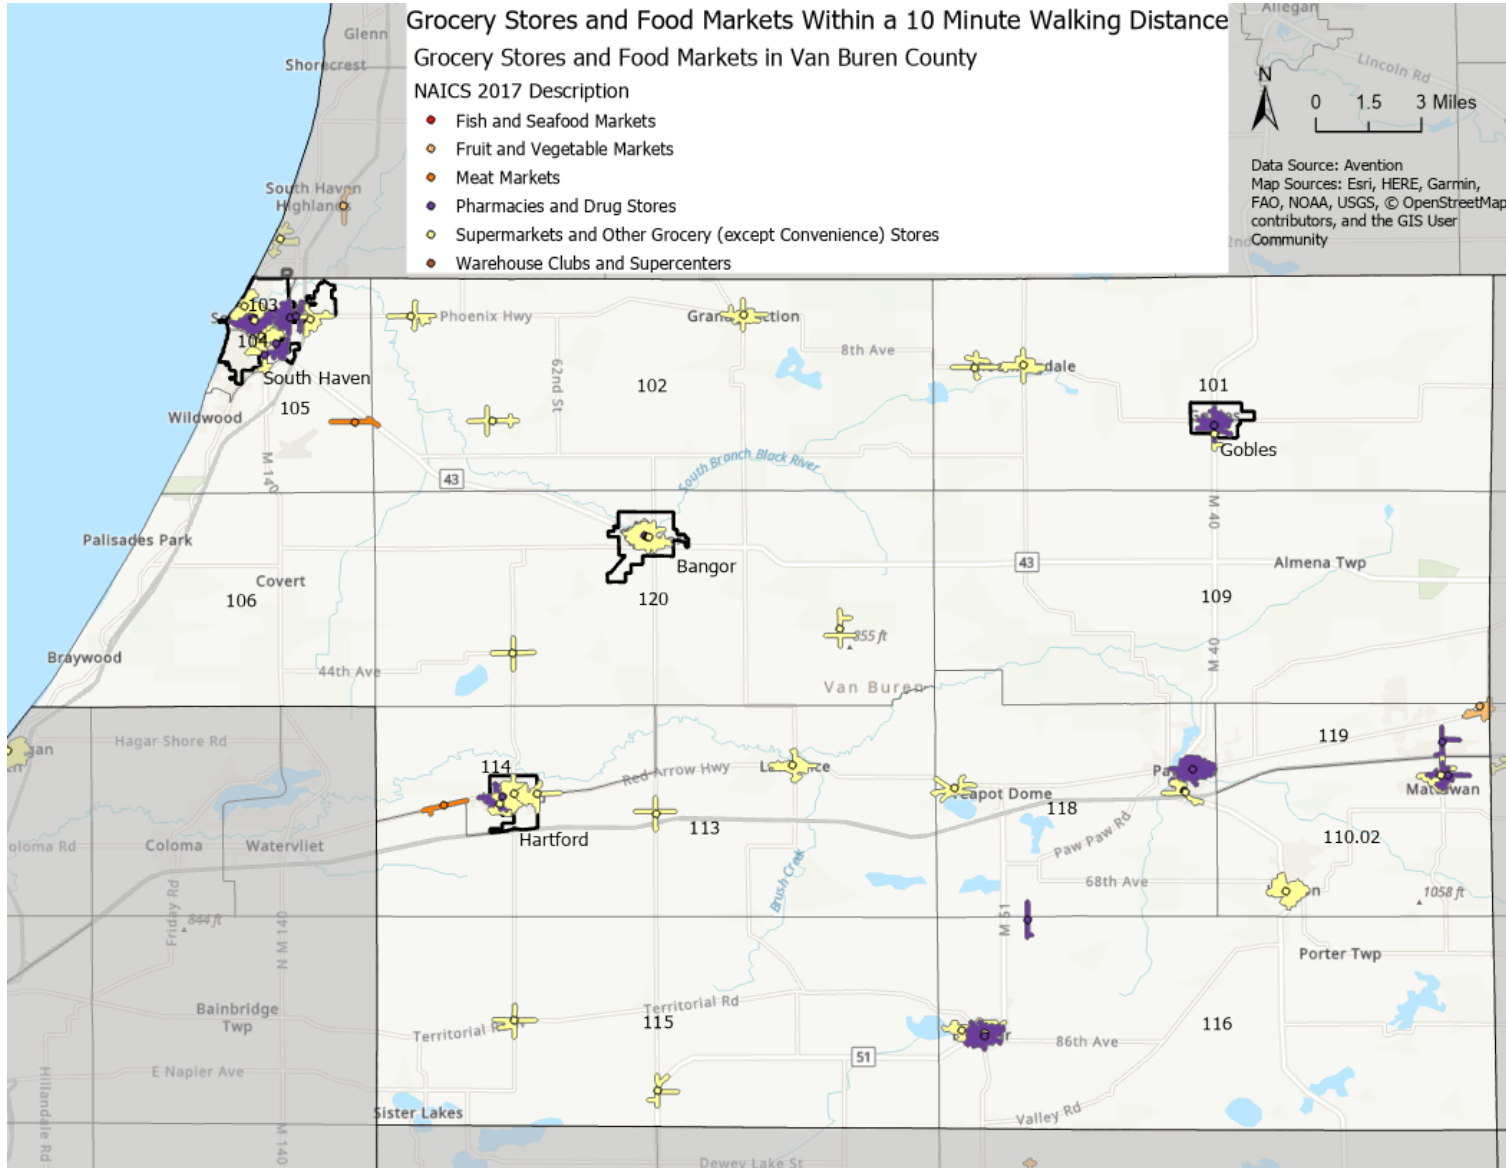 Grocery Stores and Food Markets Within a 10 Minute Walking Distance
Grocery Stores and Food Markets in Van Buren County
NAICS 2017 Description
Fish and Seafood Markets
Fruit and Vegetable Markets
Meat Markets
Pharmacies and Drug Stores
Supermarkets and Other Grocery (except Convenience) Stores
Warehouse Clubs and Supercenters
Allegan
Lincoln Rd
N
0 1.5 3 Miles
Data Source: Avention
Map Sources: Esri, HERE, Garmin,
FAO, NOAA, USGS, © OpenStreetMap
contributors, and the GIS User
Community
Glenn
Shorecrest
South Haven
Highlands
103
104
South Haven
105
Wildwood
Phoenix Hwy
62nd St
102
8th Ave
101
Gobles
M 140
43
South Branch Black River
M 40
Palisades Park
Covert
106
Bangor
120
43
Almena Twp
109
855 ft
Braywood
44th Ave
Van Buren
M 40
Hagar Shore Rd
114
Red Arrow Hwy
119
Teapot Dome
118
Hartford
113
Paw Paw Rd
110.02
Coloma
Watervliet
oloma Rd
Brush Creek
68th Ave
1058 ft
Friday Rd
844 ft
N M 140
M 51
Porter Twp
Bainbridge
Twp
Territorial Rd
115
116
86th Ave
51
E Napier Ave
Hillandale Rd
Sister Lakes
Valley Rd
M 140
Dewey Lake St